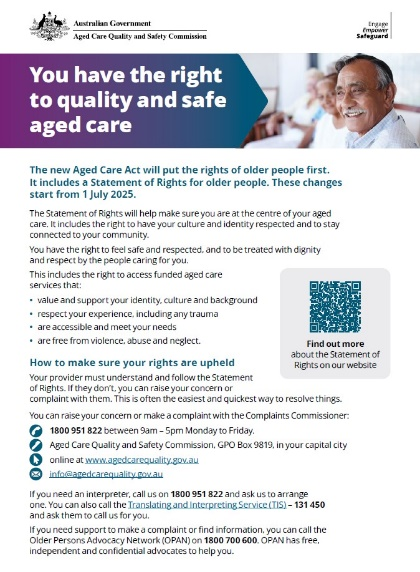 Australian Government
Aged Care Quality and Safety Commission
Engage
Empower
Safeguard
You have the right
to quality and safe
aged care
The new Aged Care Act will put the rights of older people first.
It includes a Statement of Rights for older people. These changes
start from 1 July 2025.
The Statement of Rights will help make sure you are at the centre of your aged
care. It includes the right to have your culture and identity respected and to stay
connected to your community.
You have the right to feel safe and respected, and to be treated with dignity
and respect by the people caring for you.
This includes the right to access funded aged care
services that:
• value and support your identity, culture and background
• respect your experience, including any trauma
• are accessible and meet your needs
• are free from violence, abuse and neglect.
Find out more
about the Statement of
Rights on our website
How to make sure your rights are upheld
Your provider must understand and follow the Statement
of Rights. If they don't, you can raise your concern or
complaint with them. This is often the easiest and quickest way to resolve things.
You can raise your concern or make a complaint with the Complaints Commissioner:
1800 951 822 between 9am – 5pm Monday to Friday.
Aged Care Quality and Safety Commission, GPO Box 9819, in your capital city
online at www.agedcarequality.gov.au
info@agedcarequality.gov.au
If you need an interpreter, call us on 1800 951 822 and ask us to arrange
one. You can also call the Translating and Interpreting Service (TIS) – 131 450
and ask them to call us for you.
If you need support to make a complaint or find information, you can call the
Older Persons Advocacy Network (OPAN) on 1800 700 600. OPAN has free,
independent and confidential advocates to help you.